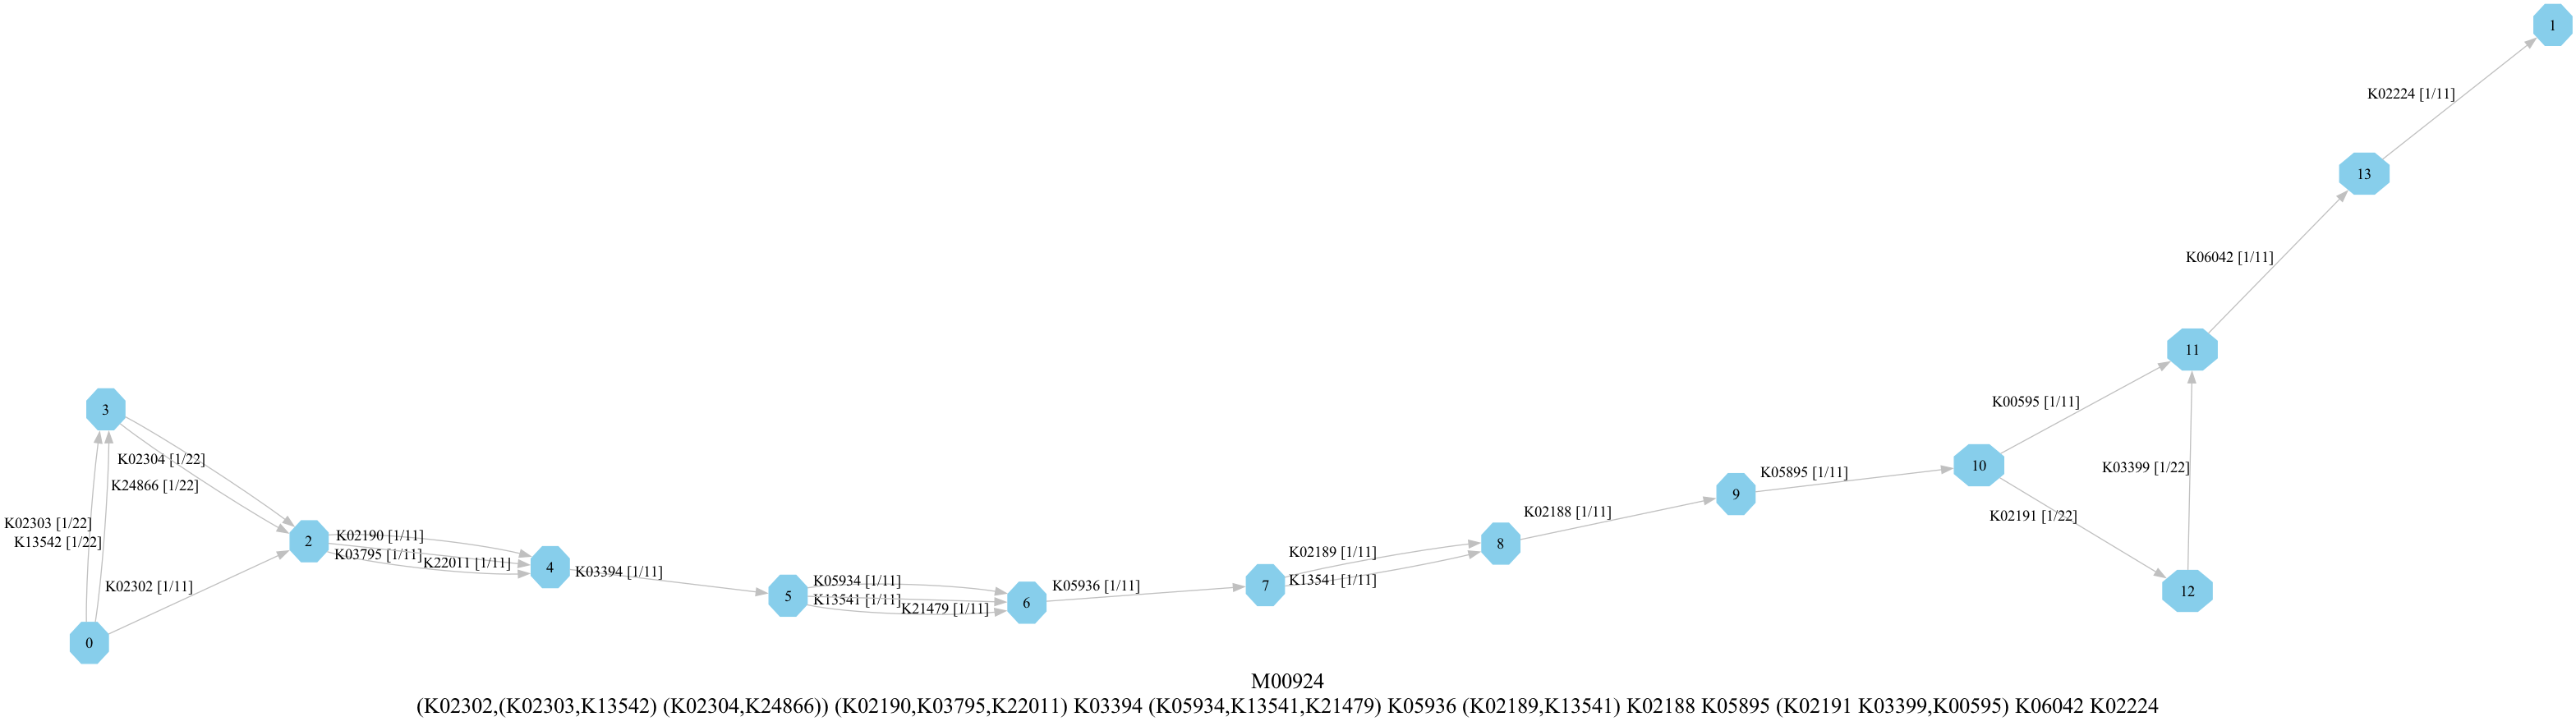 1
K02224 [1/11]
13
K06042 [1/11]
11
K00595 [1/11]
3
K02304 [1/22]
10
K03399 [1/22]
K05895 [1/11]
K24866 [1/22]
9
K02188 [1/11]
K02191 [1/22]
K02303 [1/22]
K13542 [1/22]
2
K02190 [1/11]
8
K02189 [1/11]
K03795 [1/11]
K22011 [1/11]
4
K03394 [1/11]
K05934 [1/11]
K13541 [1/11]
K02302 [1/11]
K05936 [1/11]
7
12
5
K13541 [1/11]
6
K21479 [1/11]
0
M00924
(K02302,(K02303,K13542) (K02304,K24866)) (K02190,K03795,K22011) K03394 (K05934,K13541,K21479) K05936 (K02189,K13541) K02188 K05895 (K02191 K03399,K00595) K06042 K02224